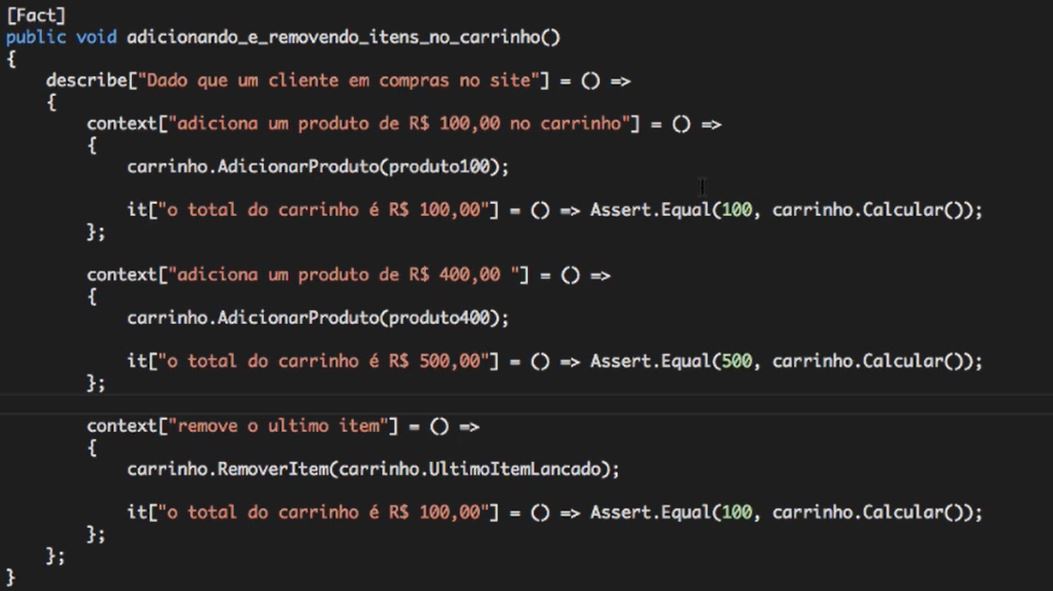 [Fact]
public void adicionando_e_removendo_itens_no_carrinho()
{
    describe["Dado que um cliente em compras no site"] = () =>
    {
        context["adiciona um produto de R$ 100,00 no carrinho"] = () =>
        {
            carrinho.AdicionarProduto(produto100);
            it["o total do carrinho é R$ 100,00"] = () => Assert.Equal(100, carrinho.Calcular());
        };
        context["adiciona um produto de R$ 400,00 "] = () =>
        {
            carrinho.AdicionarProduto(produto400);
            it["o total do carrinho é R$ 500,00"] = () => Assert.Equal(500, carrinho.Calcular());
        };
        context["remove o ultimo item"] = () =>
        {
            carrinho.RemoverItem(carrinho.UltimoItemLancado);
            it["o total do carrinho é R$ 100,00"] = () => Assert.Equal(100, carrinho.Calcular());
        };
    };
}